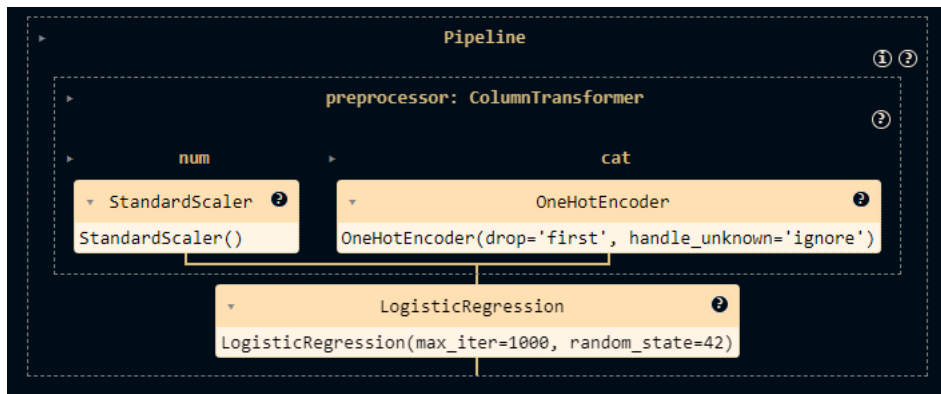 Pipeline
i ?
preprocessor: ColumnTransformer
?
num cat
StandardScaler ? OneHotEncoder ?
StandardScaler() OneHotEncoder(drop='first', handle_unknown='ignore')
LogisticRegression ?
LogisticRegression(max_iter=1000, random_state=42)